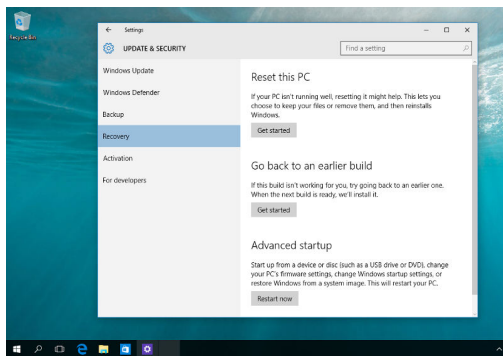 Recycle Bin
Settings
UPDATE & SECURITY
Find a setting
Windows Update
Windows Defender
Backup
Recovery
Activation
For developers
Reset this PC
If your PC isn't running well, resetting it might help. This lets you
choose to keep your files or remove them, and then reinstalls
Windows.
Get started
Go back to an earlier build
If this build isn't working for you, try going back to an earlier one.
When the next build is ready, we'll install it.
Get started
Advanced startup
Start up from a device or disc (such as a USB drive or DVD), change
your PC's firmware settings, change Windows startup settings, or
restore Windows from a system image. This will restart your PC.
Restart now